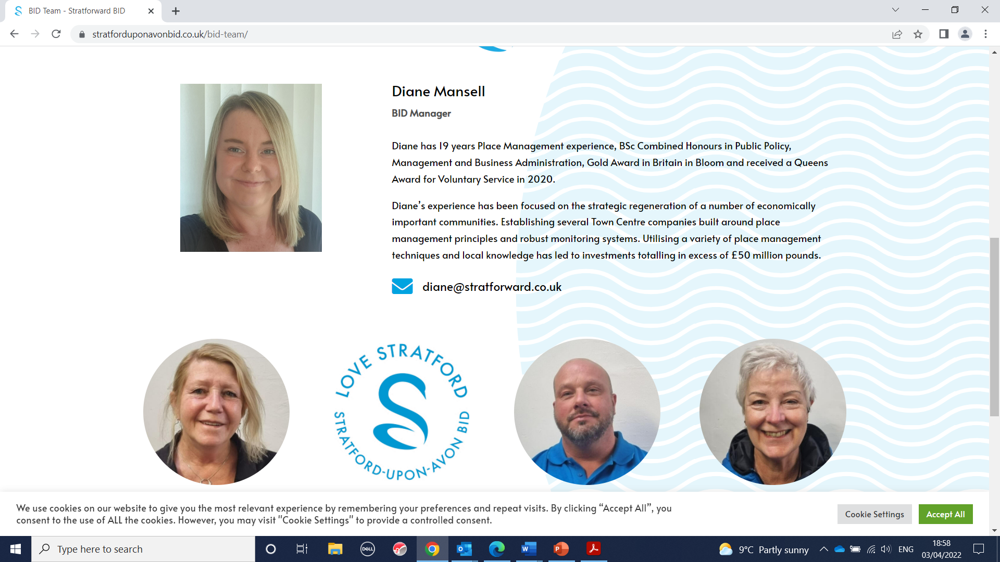 BID Team - Stratforward BID
stratforduponavonbid.co.uk/bid-team/
Diane Mansell
BID Manager
Diane has 19 years Place Management experience, BSc Combined Honours in Public Policy,
Management and Business Administration, Gold Award in Britain in Bloom and received a Queens
Award for Voluntary Service in 2020.
Diane’s experience has been focused on the strategic regeneration of a number of economically
important communities. Establishing several Town Centre companies built around place
management principles and robust monitoring systems. Utilising a variety of place management
techniques and local knowledge has led to investments totalling in excess of £50 million pounds.
diane@stratforward.co.uk
LOVE STRATFORD
STRATFORD-UPON-AVON BID
We use cookies on our website to give you the most relevant experience by remembering your preferences and repeat visits. By clicking “Accept All”, you
consent to the use of ALL the cookies. However, you may visit "Cookie Settings" to provide a controlled consent.
Cookie Settings
Accept All
Type here to search
DELL
9°C Partly sunny
ENG
18:58
03/04/2022